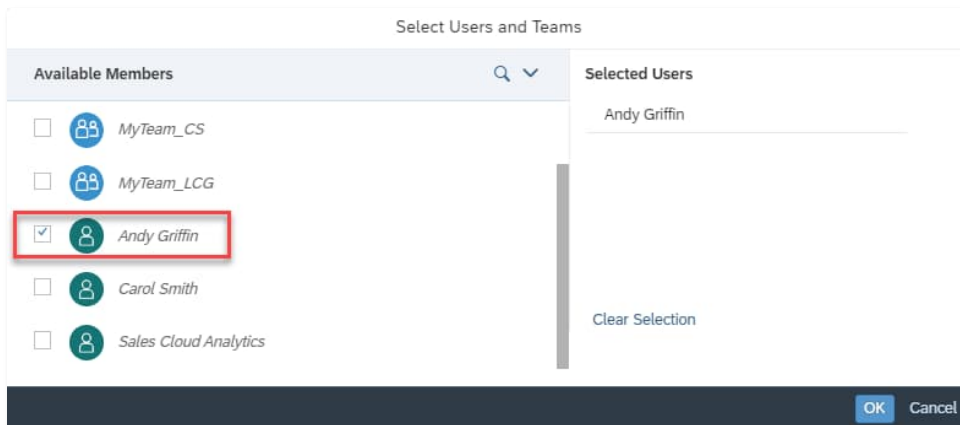 Select Users and Teams
Available Members
MyTeam_CS
MyTeam_LCG
Andy Griffin
Carol Smith
Sales Cloud Analytics
Selected Users
Andy Griffin
Clear Selection
OK Cancel